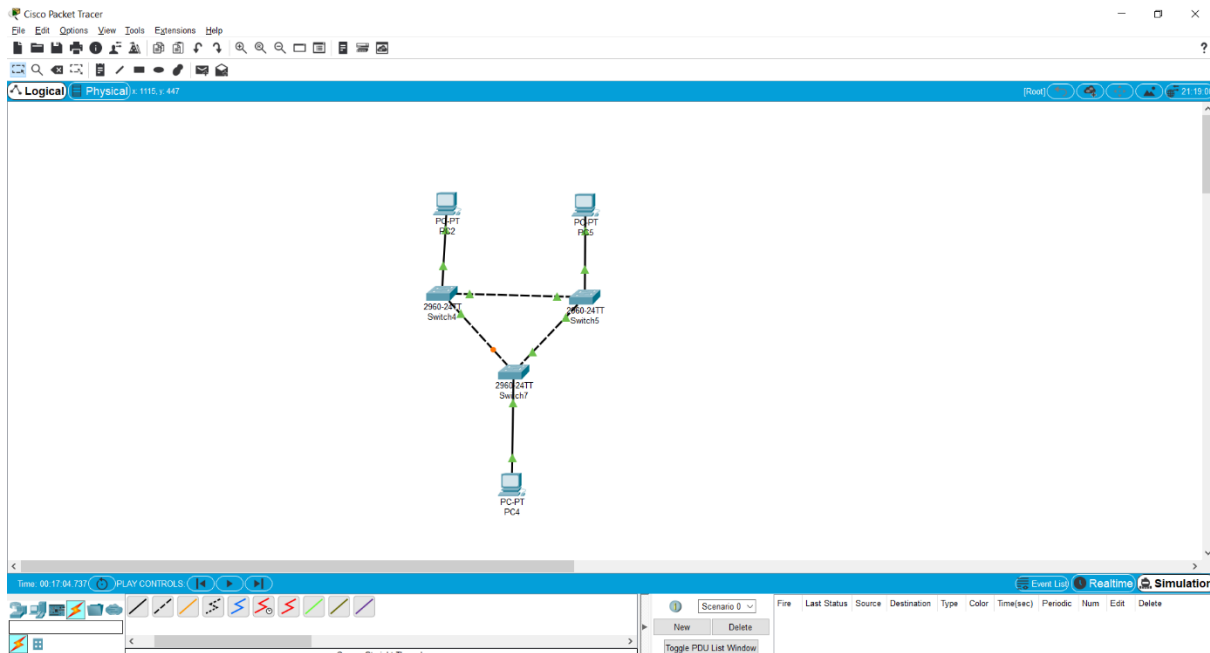 Cisco Packet Tracer
File Edit Options View Tools Extensions Help
?
Logical Physical x: 1115, y: 447 [Root]
PC-PT
PC2
PC-PT
PC5
2960-24TT
Switch4
2960-24TT
Switch5
2960-24TT
Switch7
PC-PT
PC4
Time: 00:17:04.737 PLAY CONTROLS: Event List Realtime Simulation
Scenario 0 Fire Last Status Source Destination Type Color Time(sec) Periodic Num Edit Delete
New Delete
Toggle PDU List Window